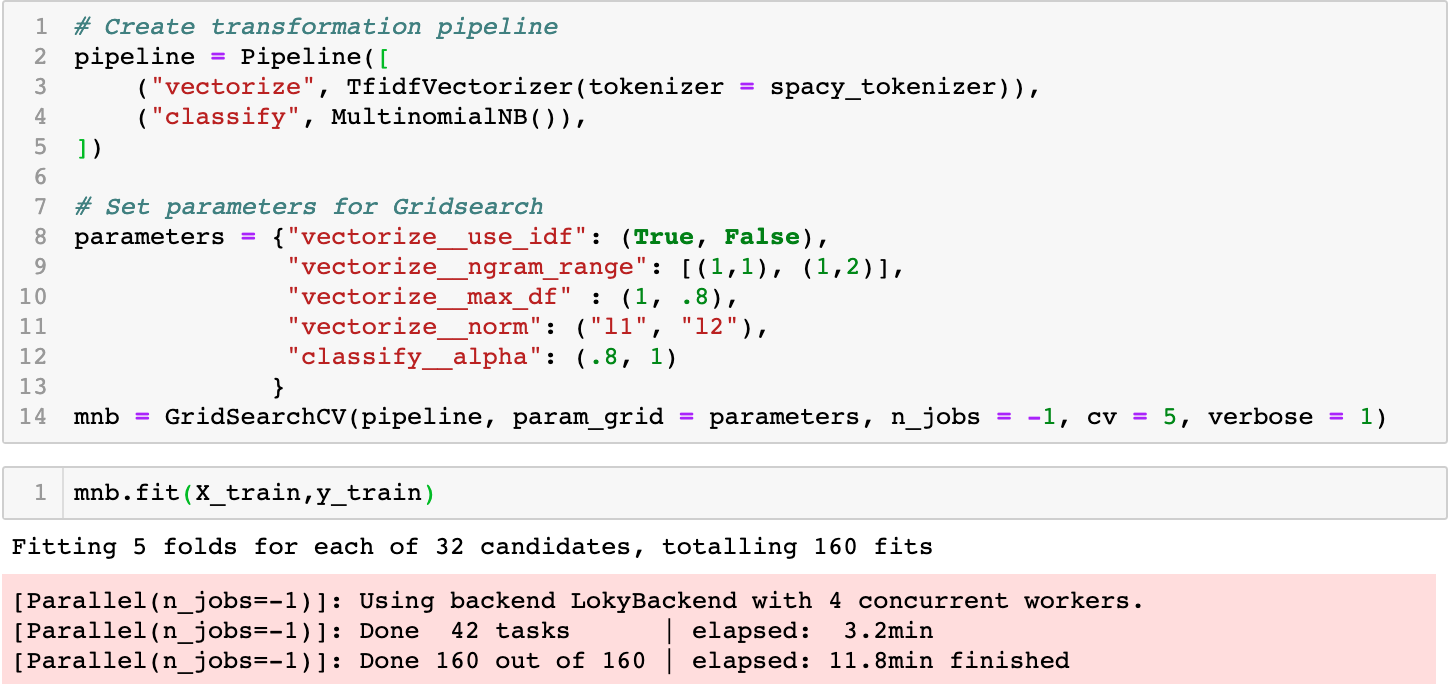 1 # Create transformation pipeline
2 pipeline = Pipeline([
3     ("vectorize", TfidfVectorizer(tokenizer = spacy_tokenizer)),
4     ("classify", MultinomialNB()),
5 ])
6
7 # Set parameters for Gridsearch
8 parameters = {"vectorize__use_idf": (True, False),
9               "vectorize__ngram_range": [(1,1), (1,2)],
10               "vectorize__max_df" : (1, .8),
11               "vectorize__norm": ("l1", "l2"),
12               "classify__alpha": (.8, 1)
13              }
14 mnb = GridSearchCV(pipeline, param_grid = parameters, n_jobs = -1, cv = 5, verbose = 1)
1 mnb.fit(X_train,y_train)
Fitting 5 folds for each of 32 candidates, totalling 160 fits
[Parallel(n_jobs=-1)]: Using backend LokyBackend with 4 concurrent workers.
[Parallel(n_jobs=-1)]: Done  42 tasks      | elapsed:  3.2min
[Parallel(n_jobs=-1)]: Done 160 out of 160 | elapsed: 11.8min finished